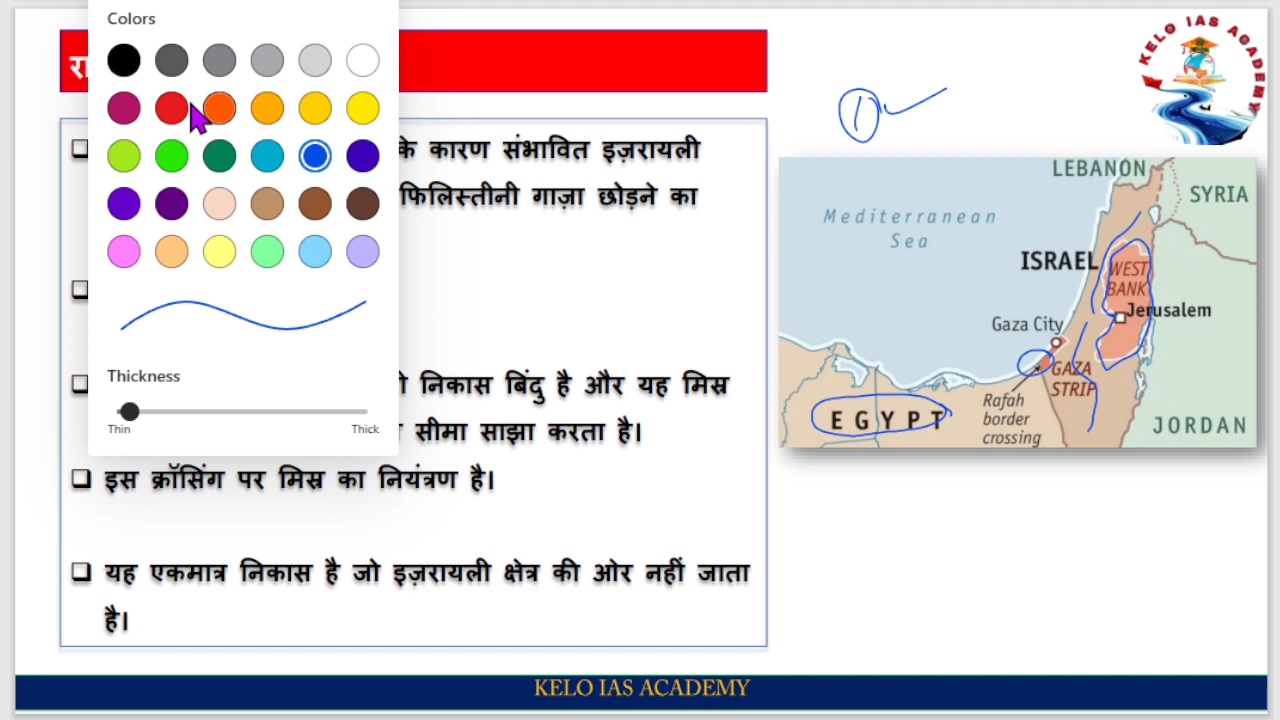 Colors
Thickness
Thin
Thick
के कारण संभावित इज़रायली
फिलिस्तीनी गाज़ा छोड़ने का
निकास बिंदु है और यह मिस्र
सीमा साझा करता है।
इस क्रॉसिंग पर मिस्र का नियंत्रण है।
यह एकमात्र निकास है जो इज़रायली क्षेत्र की ओर नहीं जाता
है।
KELO IAS ACADEMY
LEBANON
SYRIA
Mediterranean
Sea
ISRAEL
WEST
BANK
Jerusalem
Gaza City
GAZA
STRIP
Rafah
border
crossing
EGYPT
JORDAN
KELO IAS ACADEMY